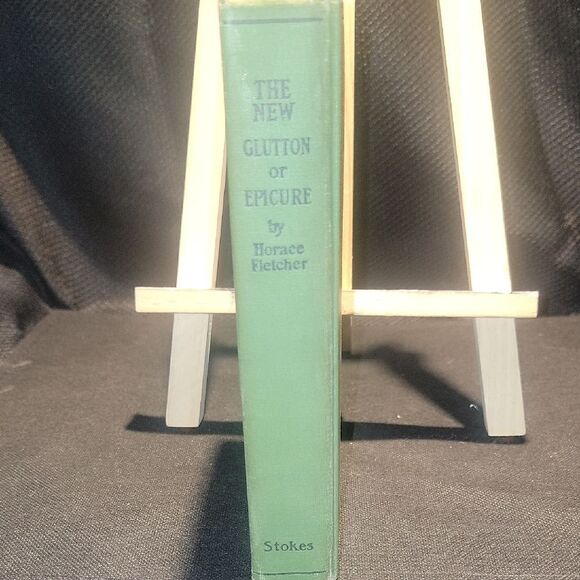 THE
NEW
GLUTTON
or
EPICURE
by
Horace
Fletcher
Stokes